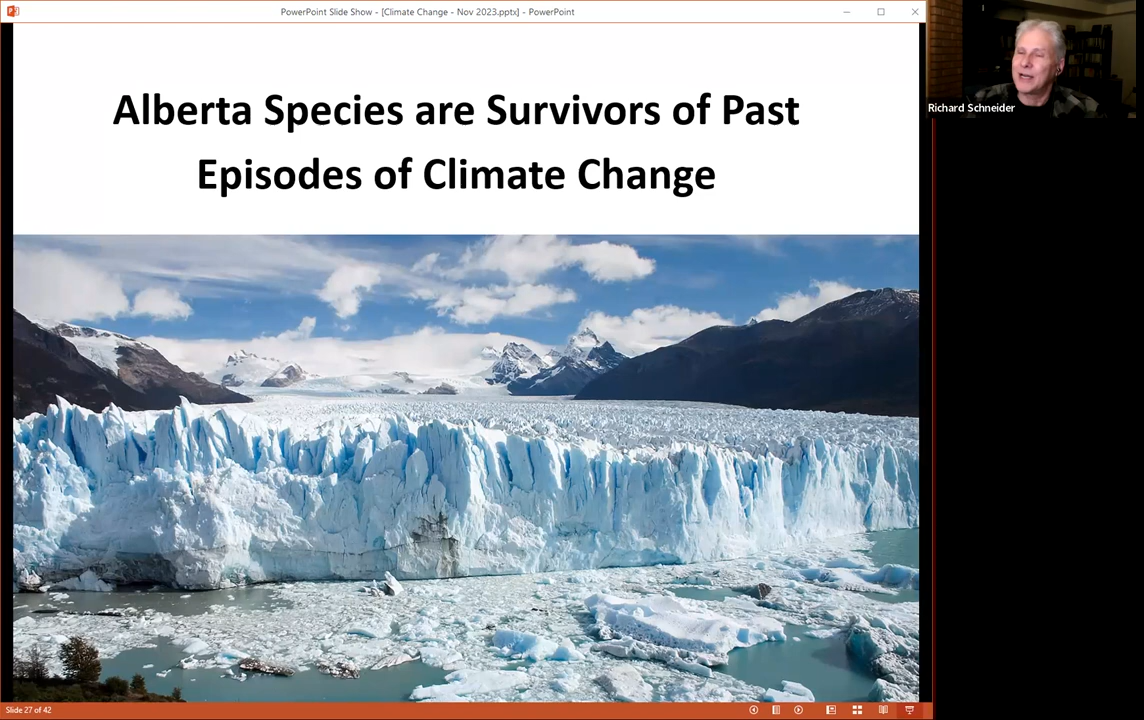 PowerPoint Slide Show - [Climate Change - Nov 2023.pptx] - PowerPoint
Alberta Species are Survivors of Past
Episodes of Climate Change
Richard Schneider
Slide 27 of 42